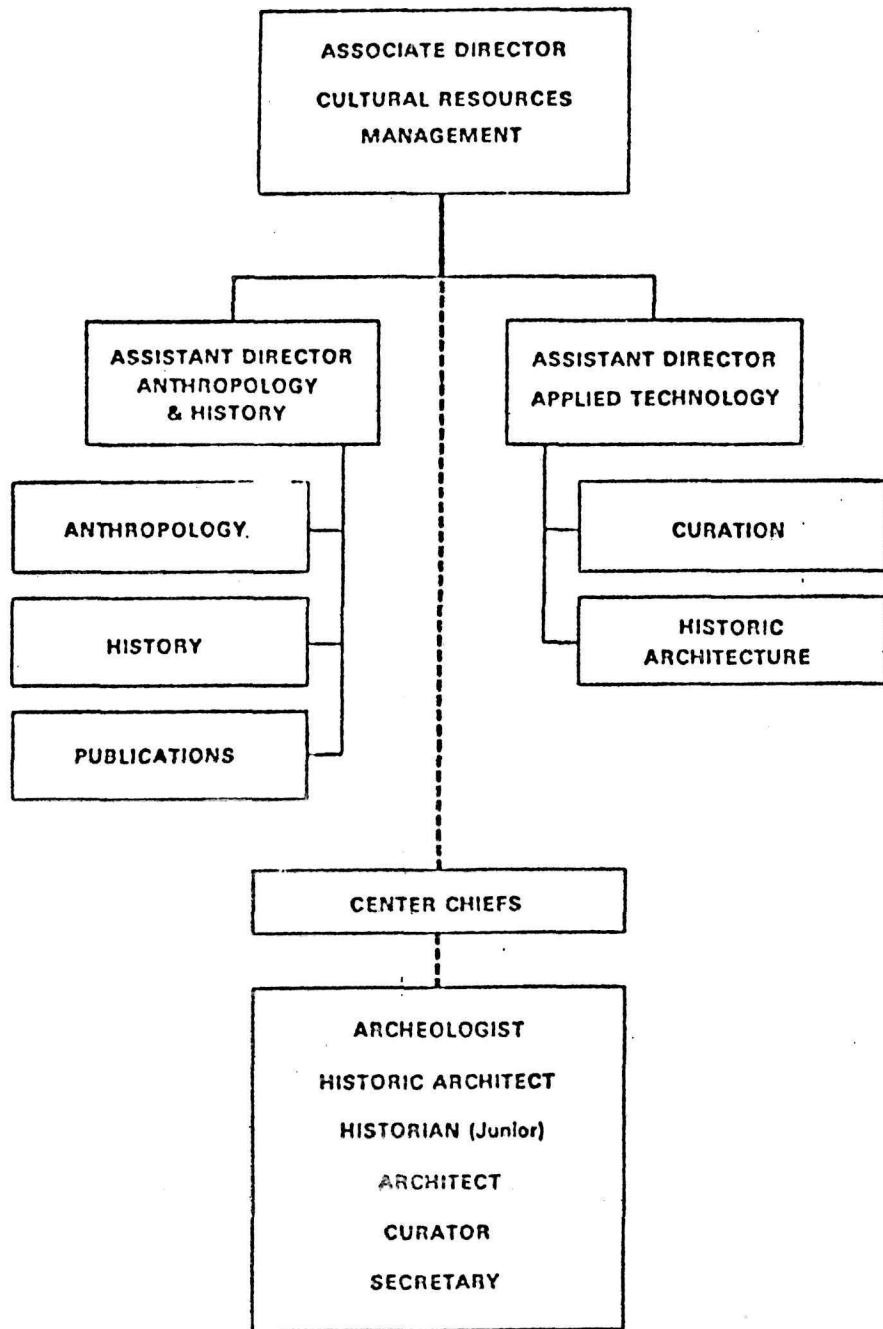 ASSOCIATE DIRECTOR
CULTURAL RESOURCES
MANAGEMENT
ASSISTANT DIRECTOR
ANTHROPOLOGY
& HISTORY
ASSISTANT DIRECTOR
APPLIED TECHNOLOGY
ANTHROPOLOGY.
HISTORY
PUBLICATIONS
CURATION
HISTORIC
ARCHITECTURE
CENTER CHIEFS
ARCHEOLOGIST
HISTORIC ARCHITECT
HISTORIAN (Junior)
ARCHITECT
CURATOR
SECRETARY